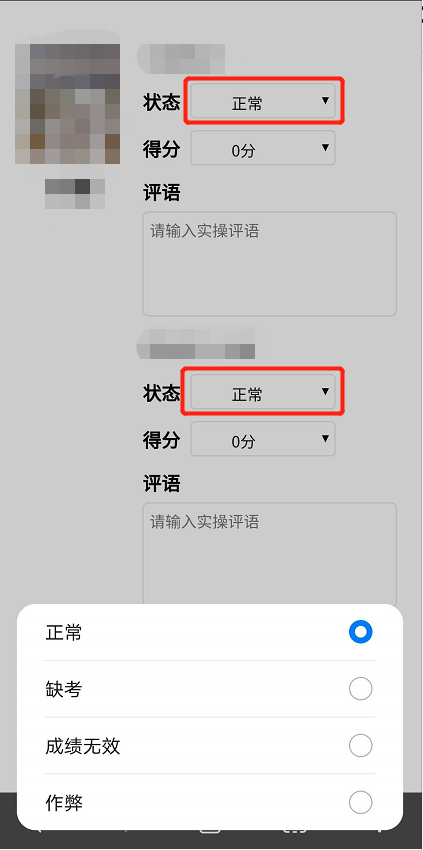 状态 正常
得分 0分
评语
请输入实操评语
状态 正常
得分 0分
评语
请输入实操评语
正常
缺考
成绩无效
作弊